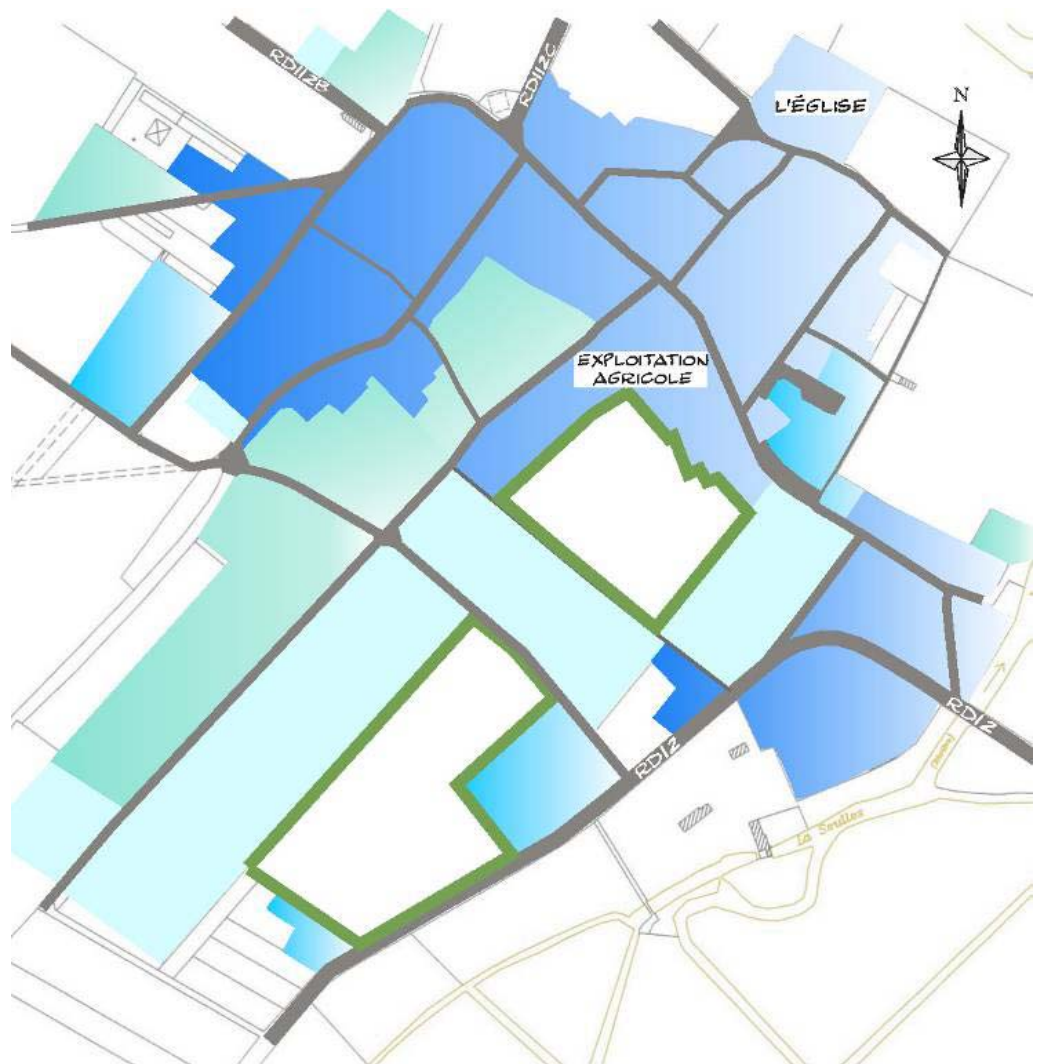 RD112B
RD112C
L'ÉGLISE
N
EXPLOITATION
AGRICOLE
RD12
RD12
La Seulles